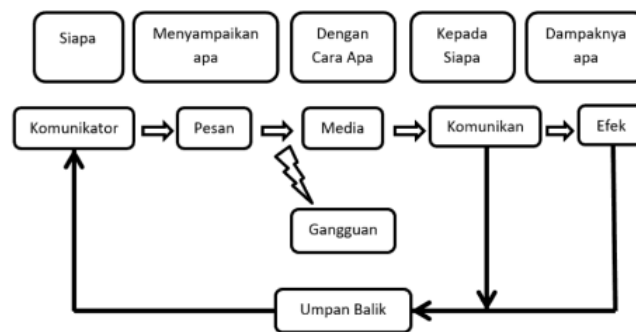 Siapa
Menyampaikan
apa
Dengan
Cara Apa
Kepada
Siapa
Dampaknya
apa
Komunikator
Pesan
Media
Komunikan
Efek
Gangguan
Umpan Balik